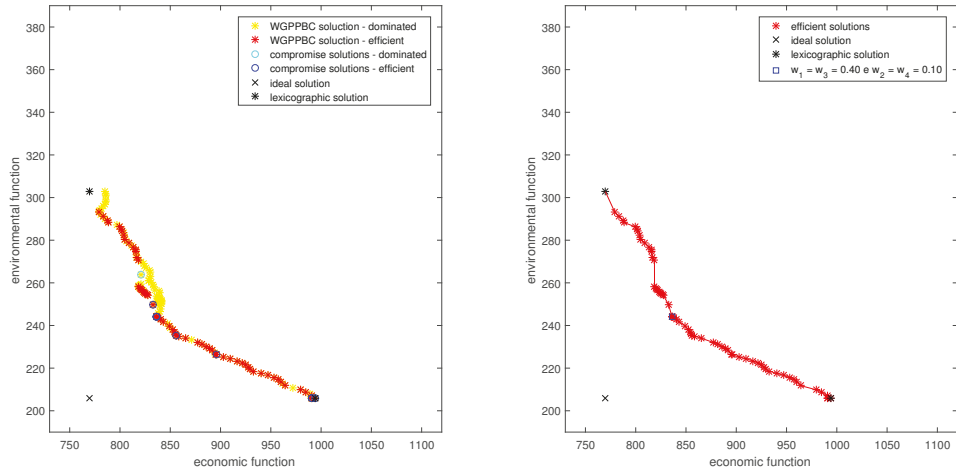 WGPPBC soluction - dominated
WGPPBC soluction - efficient
compromise solutions - dominated
compromise solutions - efficient
ideal solution
lexicographic solution
380
360
340
320
300
280
260
240
220
200
environmental function
750 800 850 900 950 1000 1050 1100
economic function
efficient solutions
ideal solution
lexicographic solution
w1 = w3 = 0.40 e w2 = w4 = 0.10
380
360
340
320
300
280
260
240
220
200
environmental function
750 800 850 900 950 1000 1050 1100
economic function